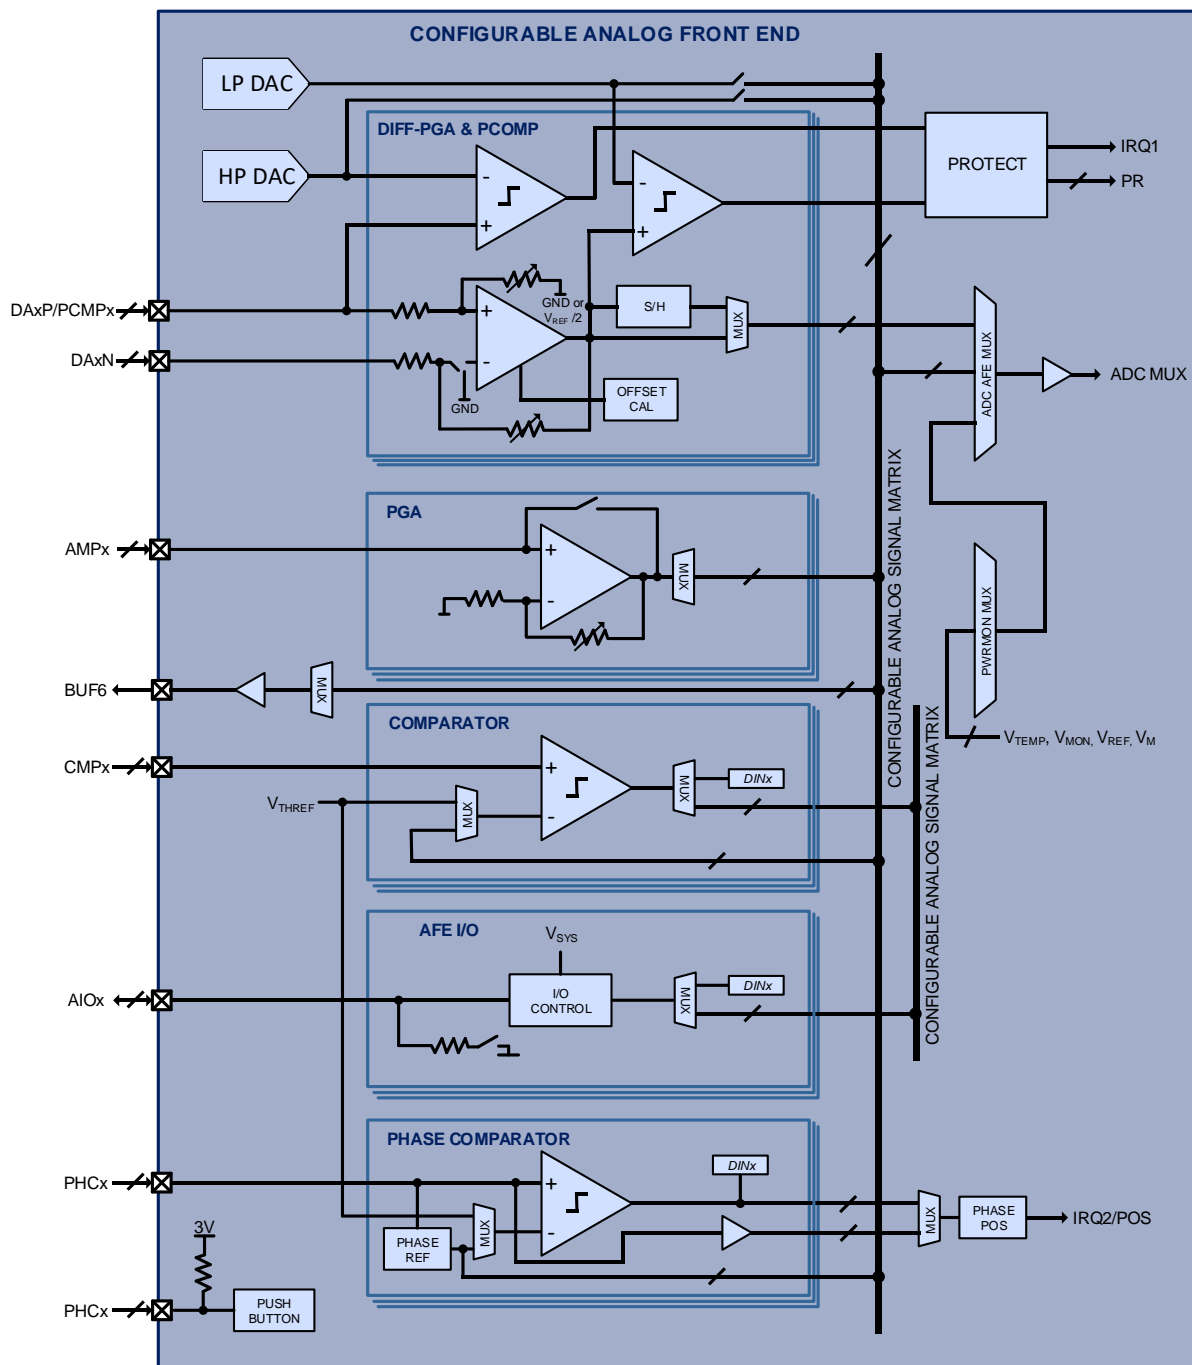 CONFIGURABLE ANALOG FRONT END
LP DAC
HP DAC
DIFF-PGA & PCOMP
-
+
-
+
PROTECT
IRQ1
PR
DAxP/PCMPx
DAxN
+
-
GND
GND or
VREF /2
S/H
MUX
OFFSET
CAL
ADC AFE MUX
ADC MUX
CONFIGURABLE ANALOG SIGNAL MATRIX
PGA
AMPx
+
-
MUX
PWRMON MUX
VTEMP, VMON, VREF, VM
BUF6
MUX
COMPARATOR
CMPx
VTHREF
MUX
+
-
MUX
DINx
CONFIGURABLE ANALOG SIGNAL MATRIX
AFE I/O
VSYS
AIOx
I/O
CONTROL
MUX
DINx
PHASE COMPARATOR
PHCx
PHASE
REF
MUX
+
-
DINx
MUX
PHASE
POS
IRQ2/POS
3V
PHCx
PUSH
BUTTON